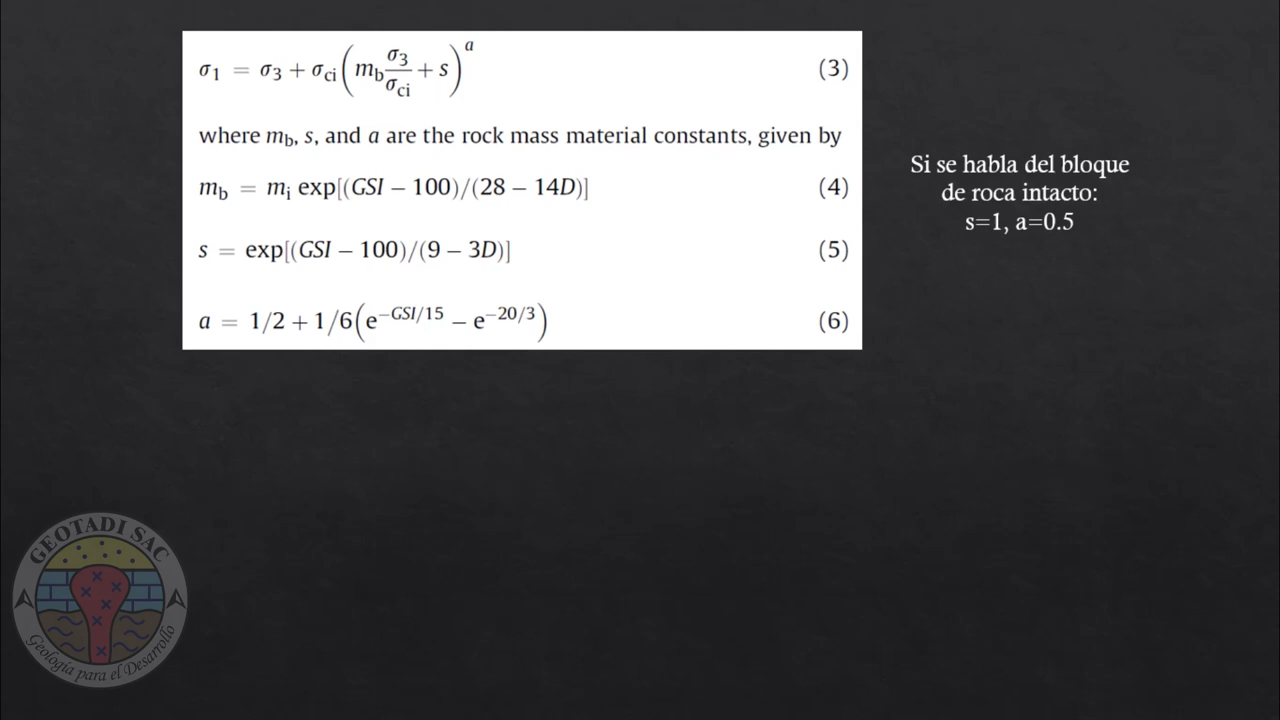 σ1 = σ3 + σci(mb σ3/σci + s)^a (3)
where mb, s, and a are the rock mass material constants, given by
mb = mi exp[(GSI − 100)/(28 − 14D)] (4)
s = exp[(GSI − 100)/(9 − 3D)] (5)
a = 1/2 + 1/6(e^−GSI/15 − e^−20/3) (6)
Si se habla del bloque
de roca intacto:
s=1, a=0.5
GEOTADI SAC
Geología para el Desarrollo